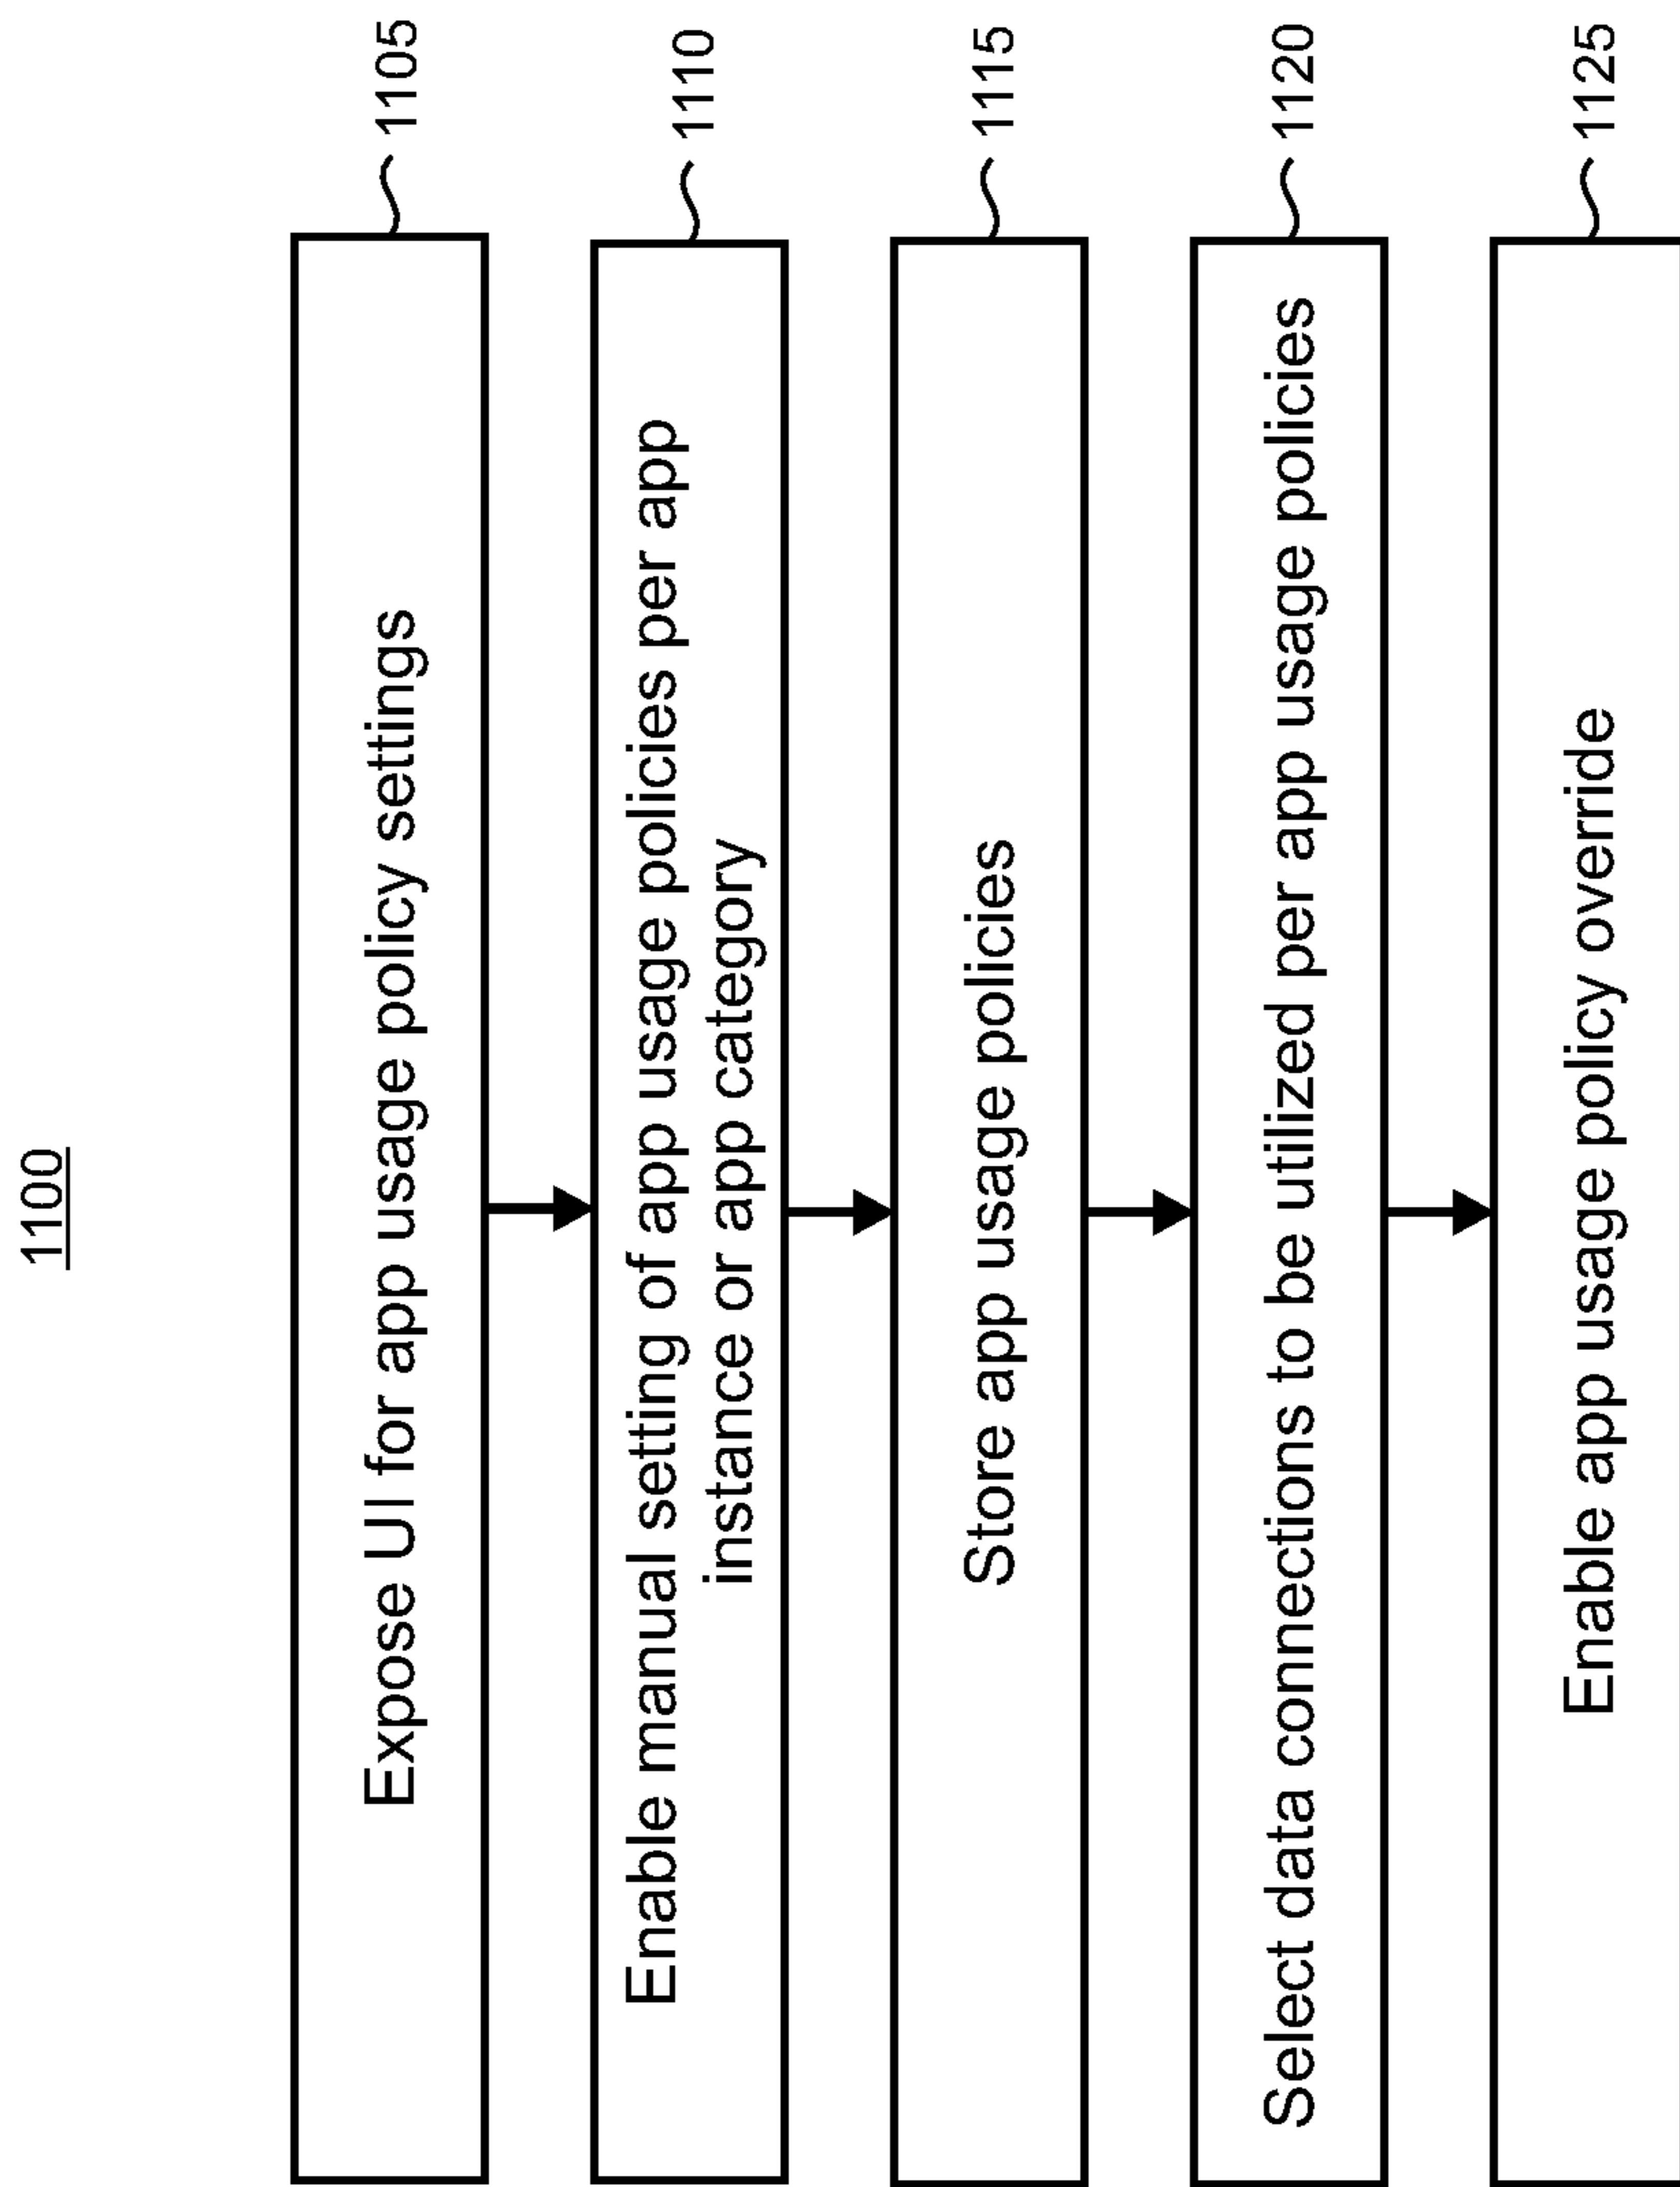 1100
Expose UI for app usage policy settings
1105
Enable manual setting of app usage policies per app
instance or app category
1110
Store app usage policies
1115
Select data connections to be utilized per app usage policies
1120
Enable app usage policy override
1125